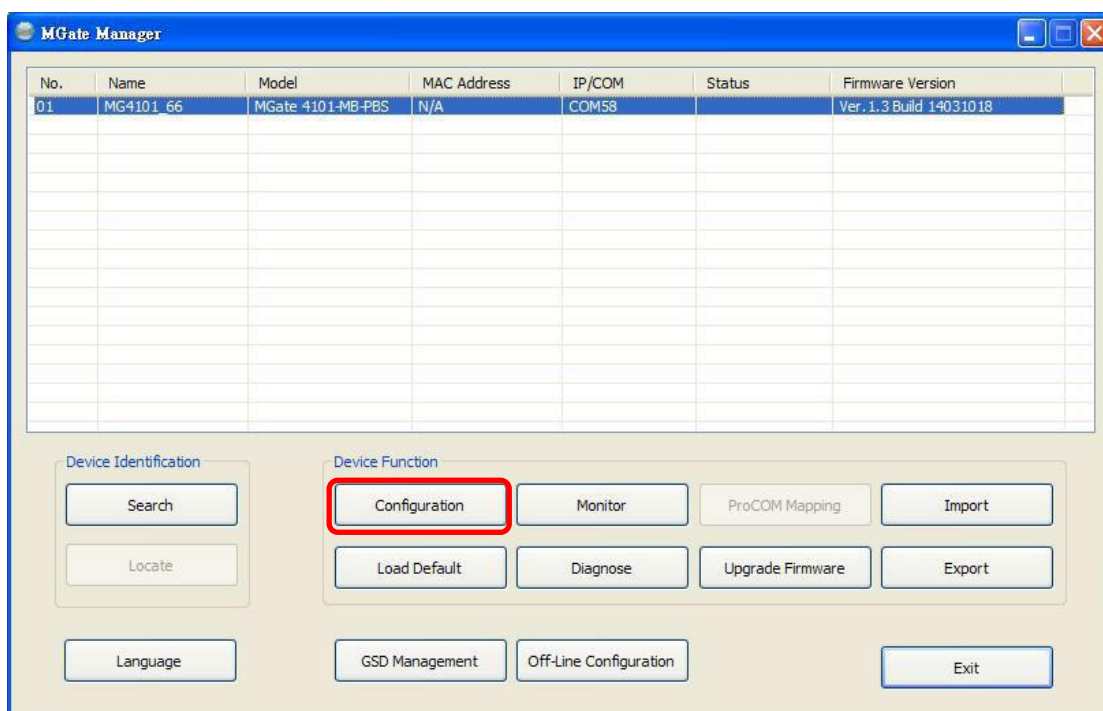 MGate Manager
No. Name Model MAC Address IP/COM Status Firmware Version
01 MG4101_66 MGate 4101-MB-PBS N/A COM58 Ver. 1.3 Build 14031018
Device Identification
Device Function
Search
Configuration
Monitor
ProCOM Mapping
Import
Locate
Load Default
Diagnose
Upgrade Firmware
Export
Language
GSD Management
Off-Line Configuration
Exit